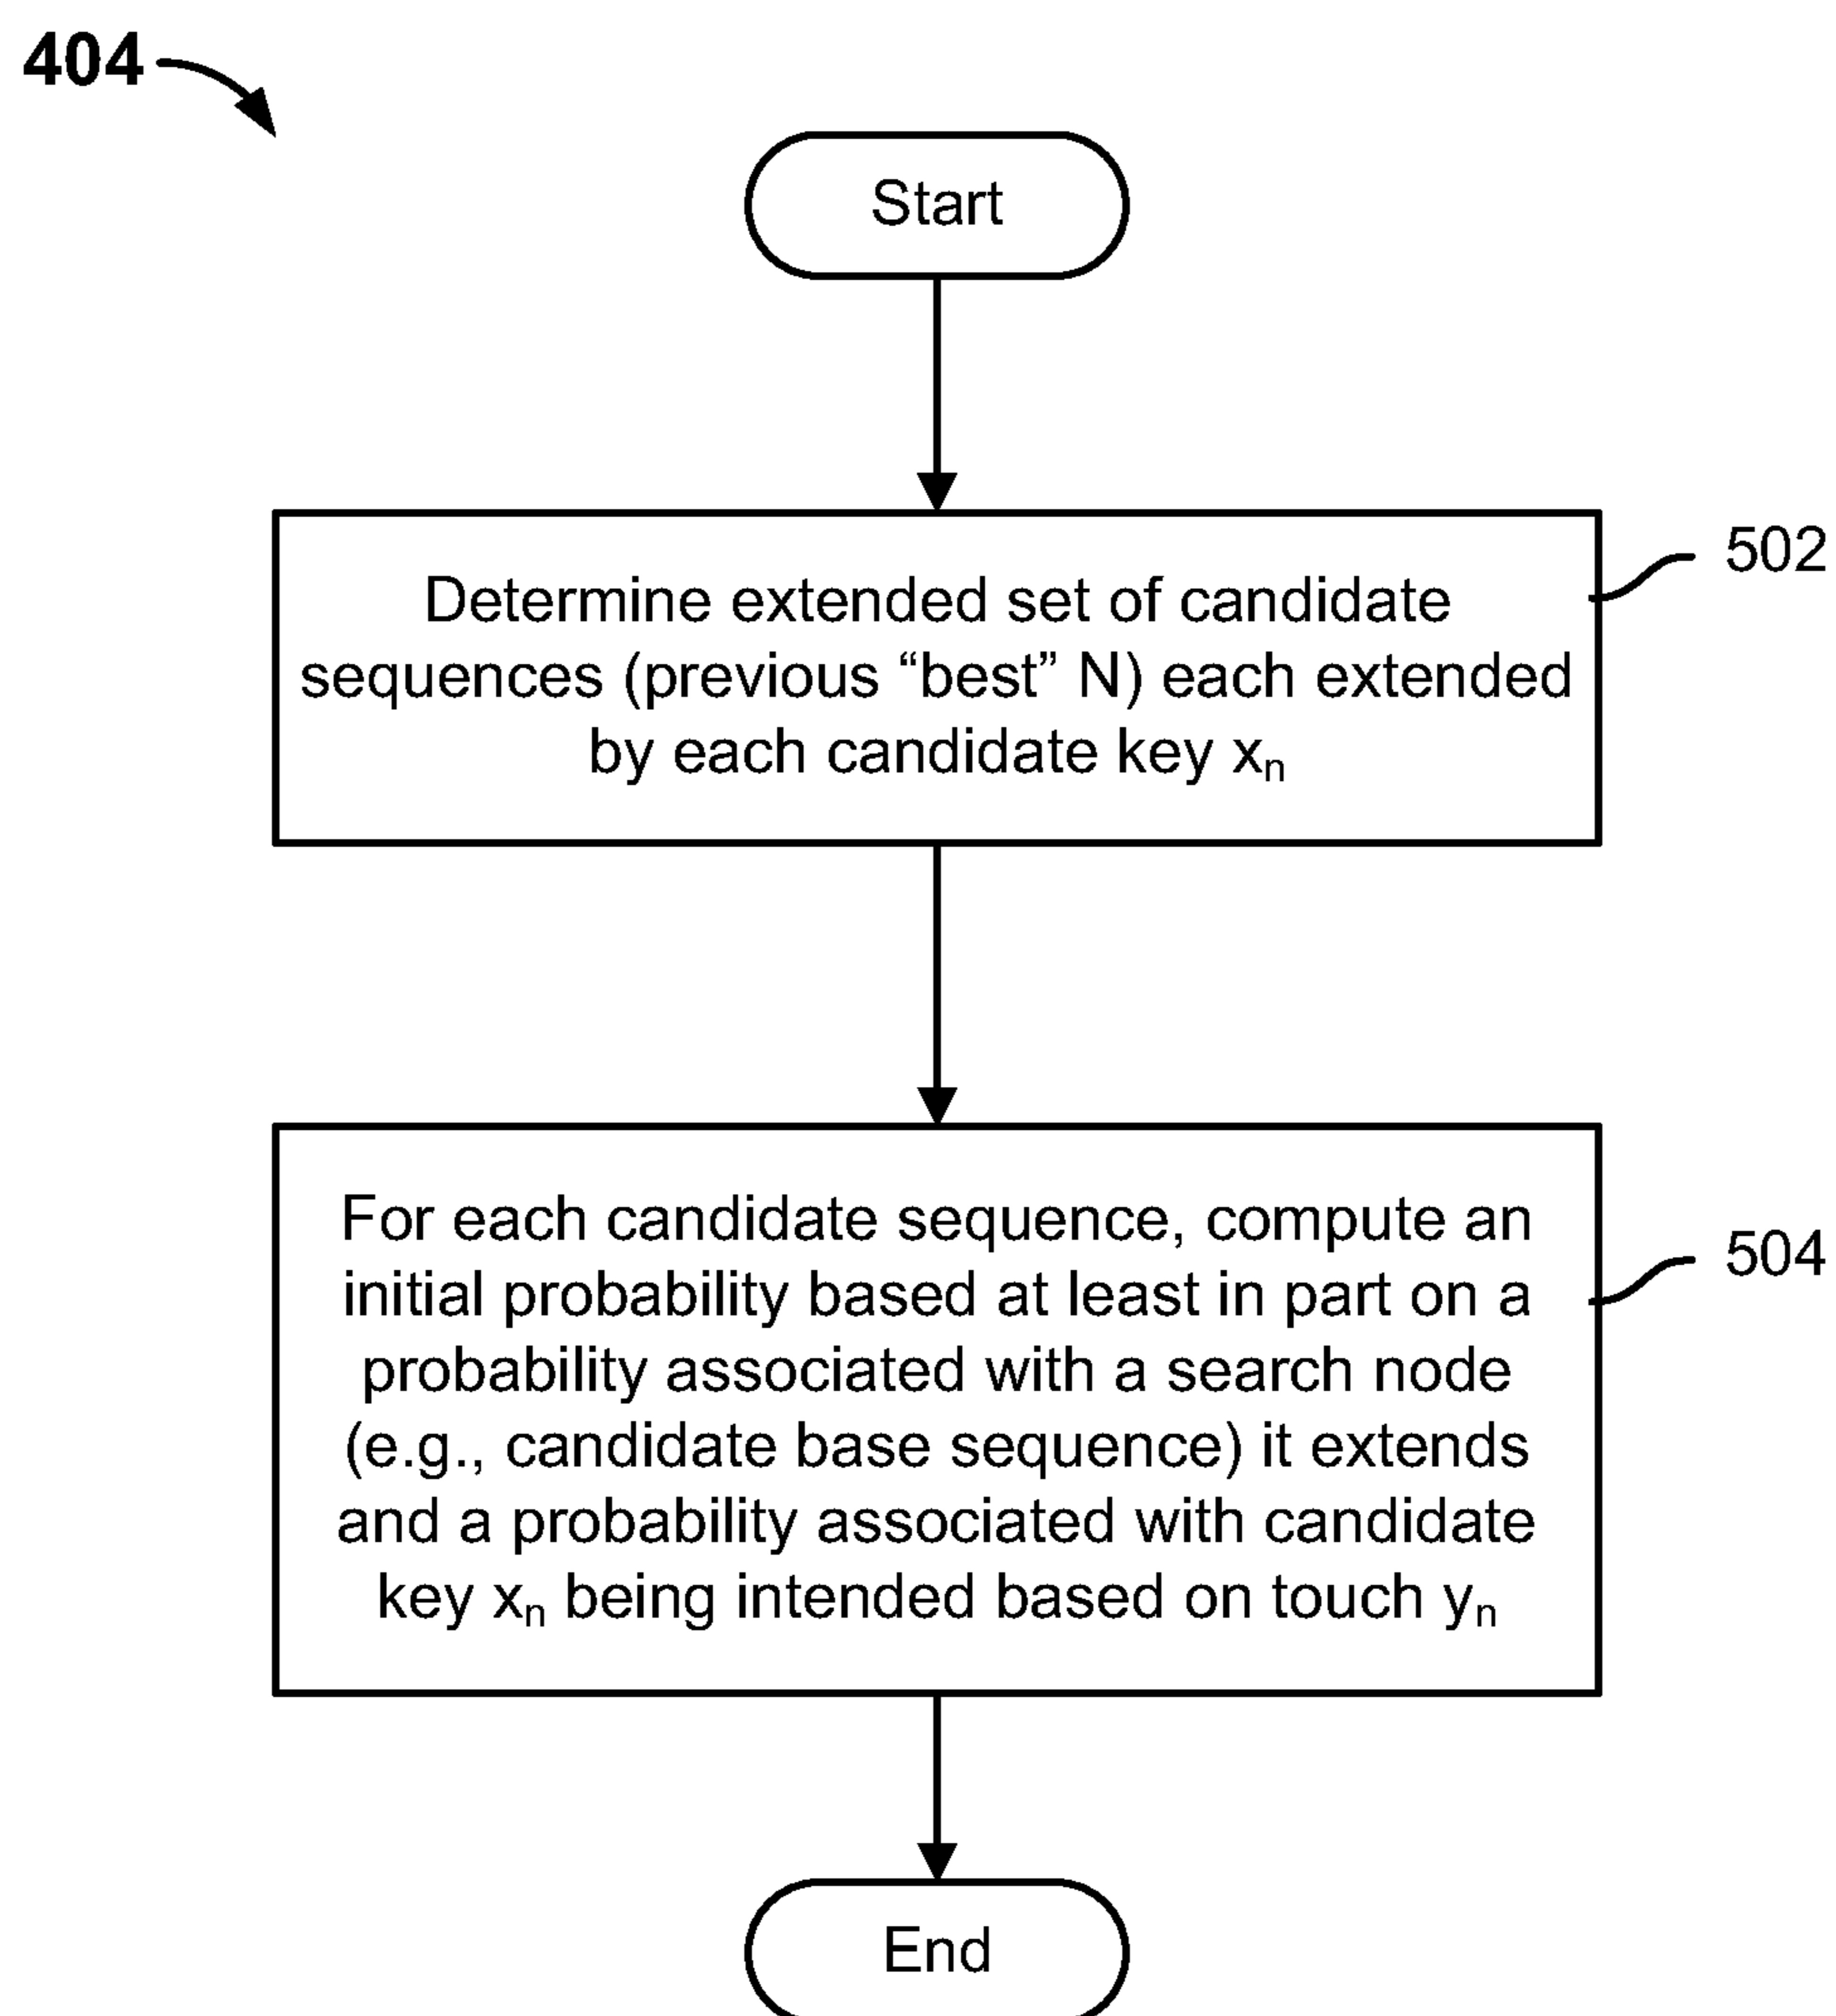 404
Start
Determine extended set of candidate
sequences (previous “best” N) each extended
by each candidate key xₙ
502
For each candidate sequence, compute an
initial probability based at least in part on a
probability associated with a search node
(e.g., candidate base sequence) it extends
and a probability associated with candidate
key xₙ being intended based on touch yₙ
504
End